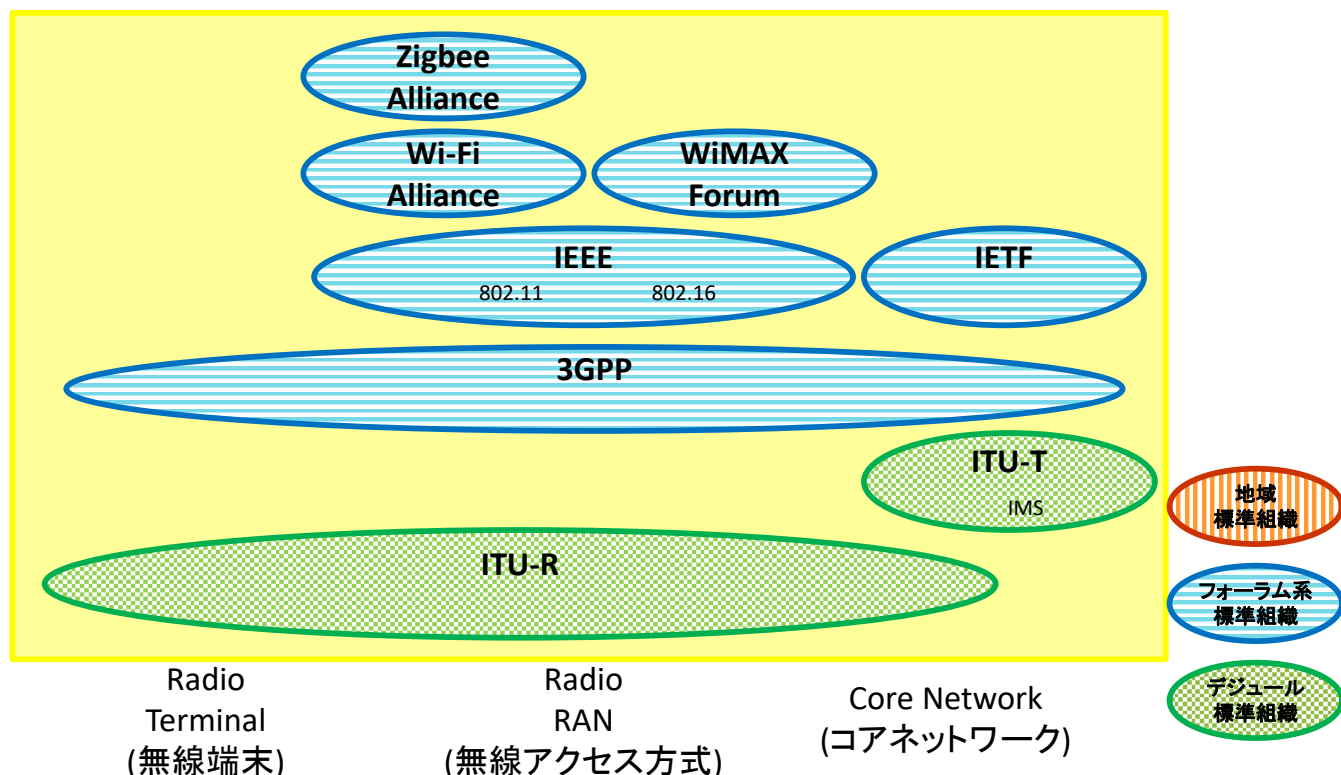 Zigbee
Alliance
Wi-Fi
Alliance
WiMAX
Forum
IEEE
802.11
802.16
IETF
3GPP
ITU-T
IMS
ITU-R
地域
標準組織
フォーラム系
標準組織
デジュール
標準組織
Radio
Terminal
(無線端末)
Radio
RAN
(無線アクセス方式)
Core Network
(コアネットワーク)